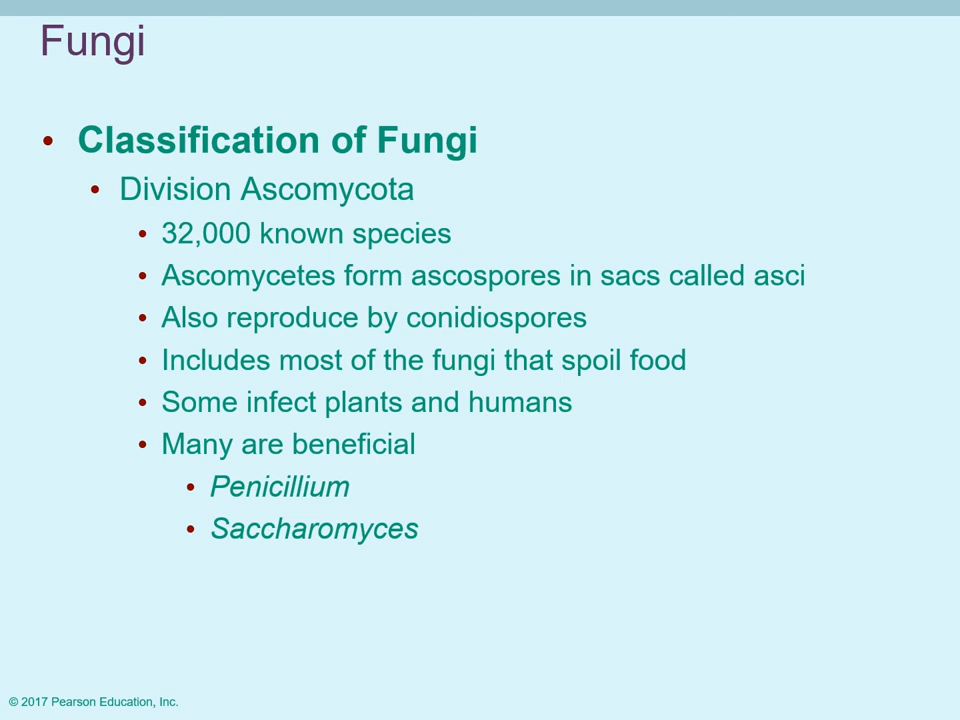 Fungi
• Classification of Fungi
• Division Ascomycota
• 32,000 known species
• Ascomycetes form ascospores in sacs called asci
• Also reproduce by conidiospores
• Includes most of the fungi that spoil food
• Some infect plants and humans
• Many are beneficial
• Penicillium
• Saccharomyces
© 2017 Pearson Education, Inc.